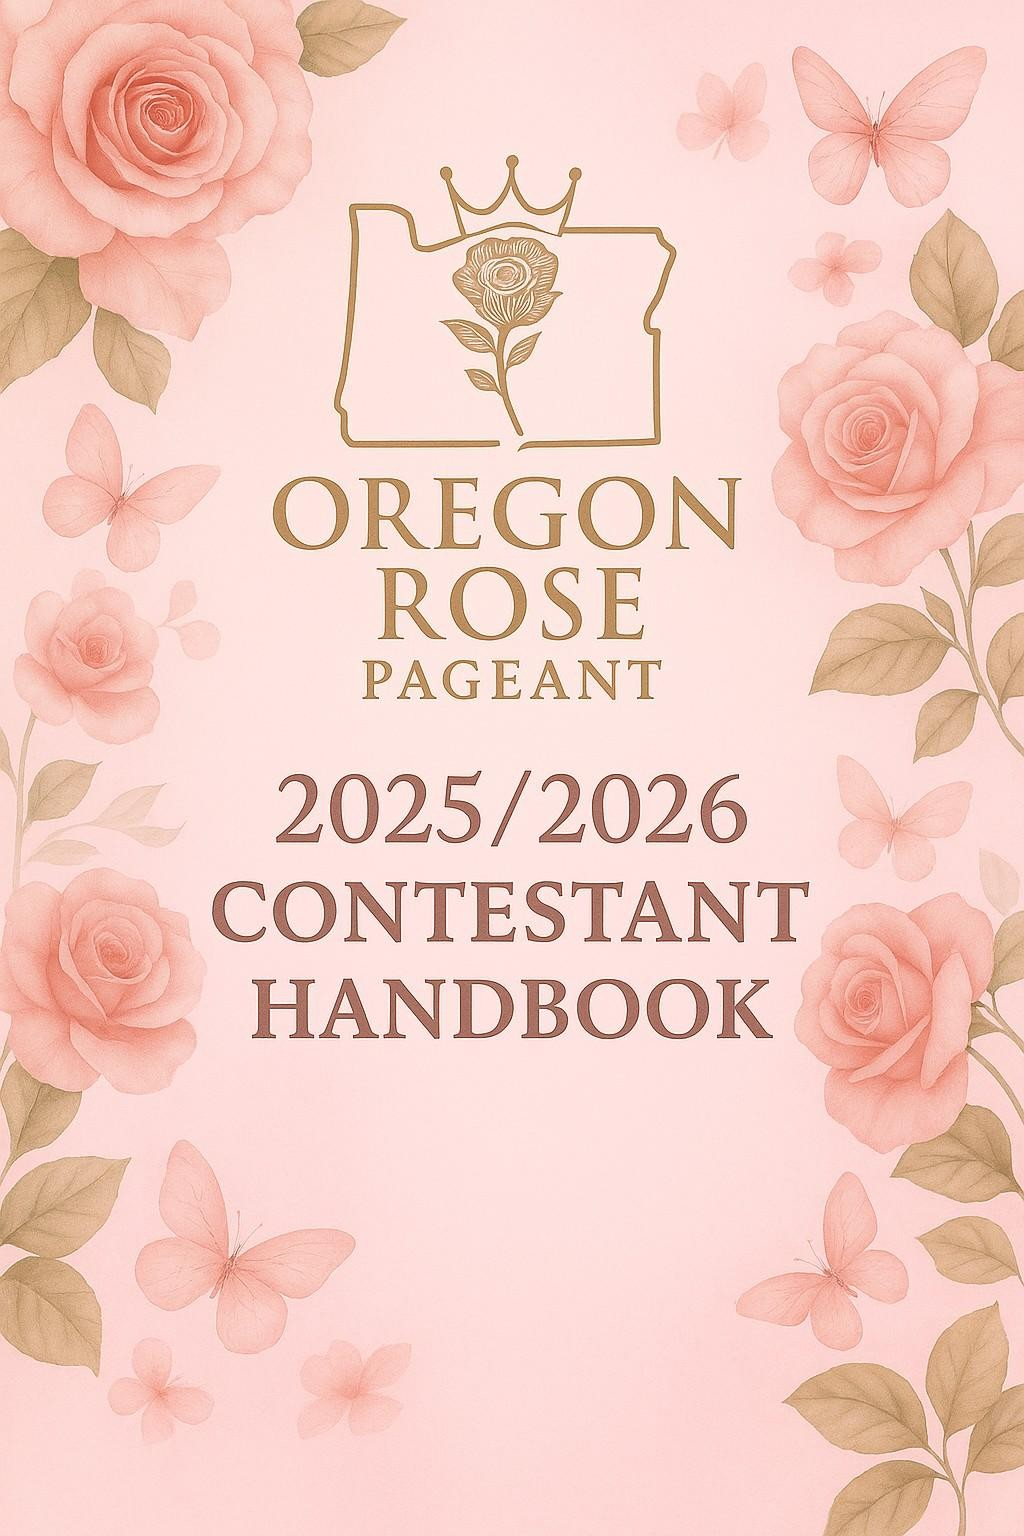 OREGON
ROSE
PAGEANT
2025/2026
CONTESTANT
HANDBOOK